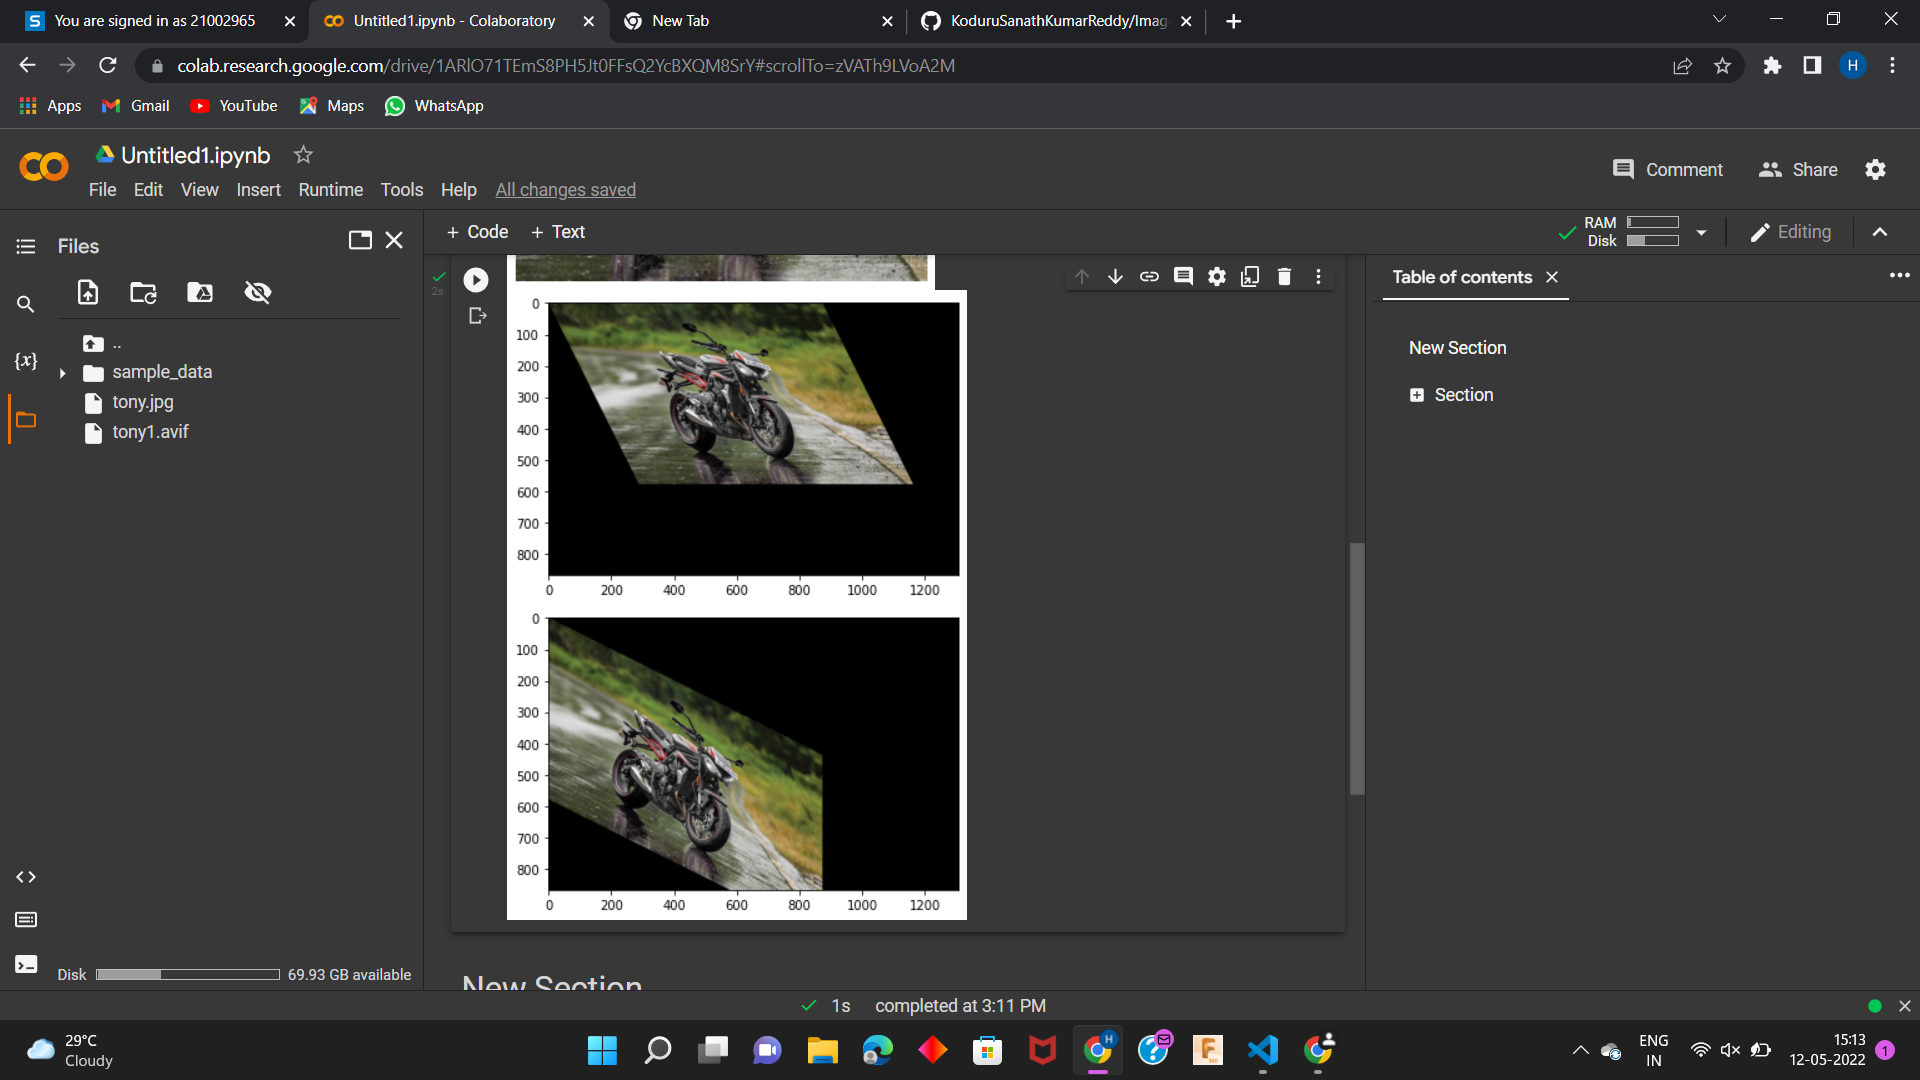 You are signed in as 21002965
Untitled1.ipynb - Colaboratory
New Tab
KoduruSanathKumarReddy/Imag
colab.research.google.com/drive/1ARlO71TEmS8PH5Jt0FFsQ2YcBXQM8SrY#scrollTo=zVATh9LVoA2M
H
Apps
Gmail
YouTube
Maps
WhatsApp
Untitled1.ipynb
File Edit View Insert Runtime Tools Help All changes saved
Comment
Share
Files
+ Code + Text
RAM
Disk
Editing
2s
Table of contents
..
sample_data
tony.jpg
tony1.avif
{x}
New Section
Section
0
100
200
300
400
500
600
700
800
0 200 400 600 800 1000 1200
0
100
200
300
400
500
600
700
800
0 200 400 600 800 1000 1200
Disk
69.93 GB available
New Section
1s completed at 3:11 PM
29°C
Cloudy
ENG
IN
15:13
12-05-2022
1